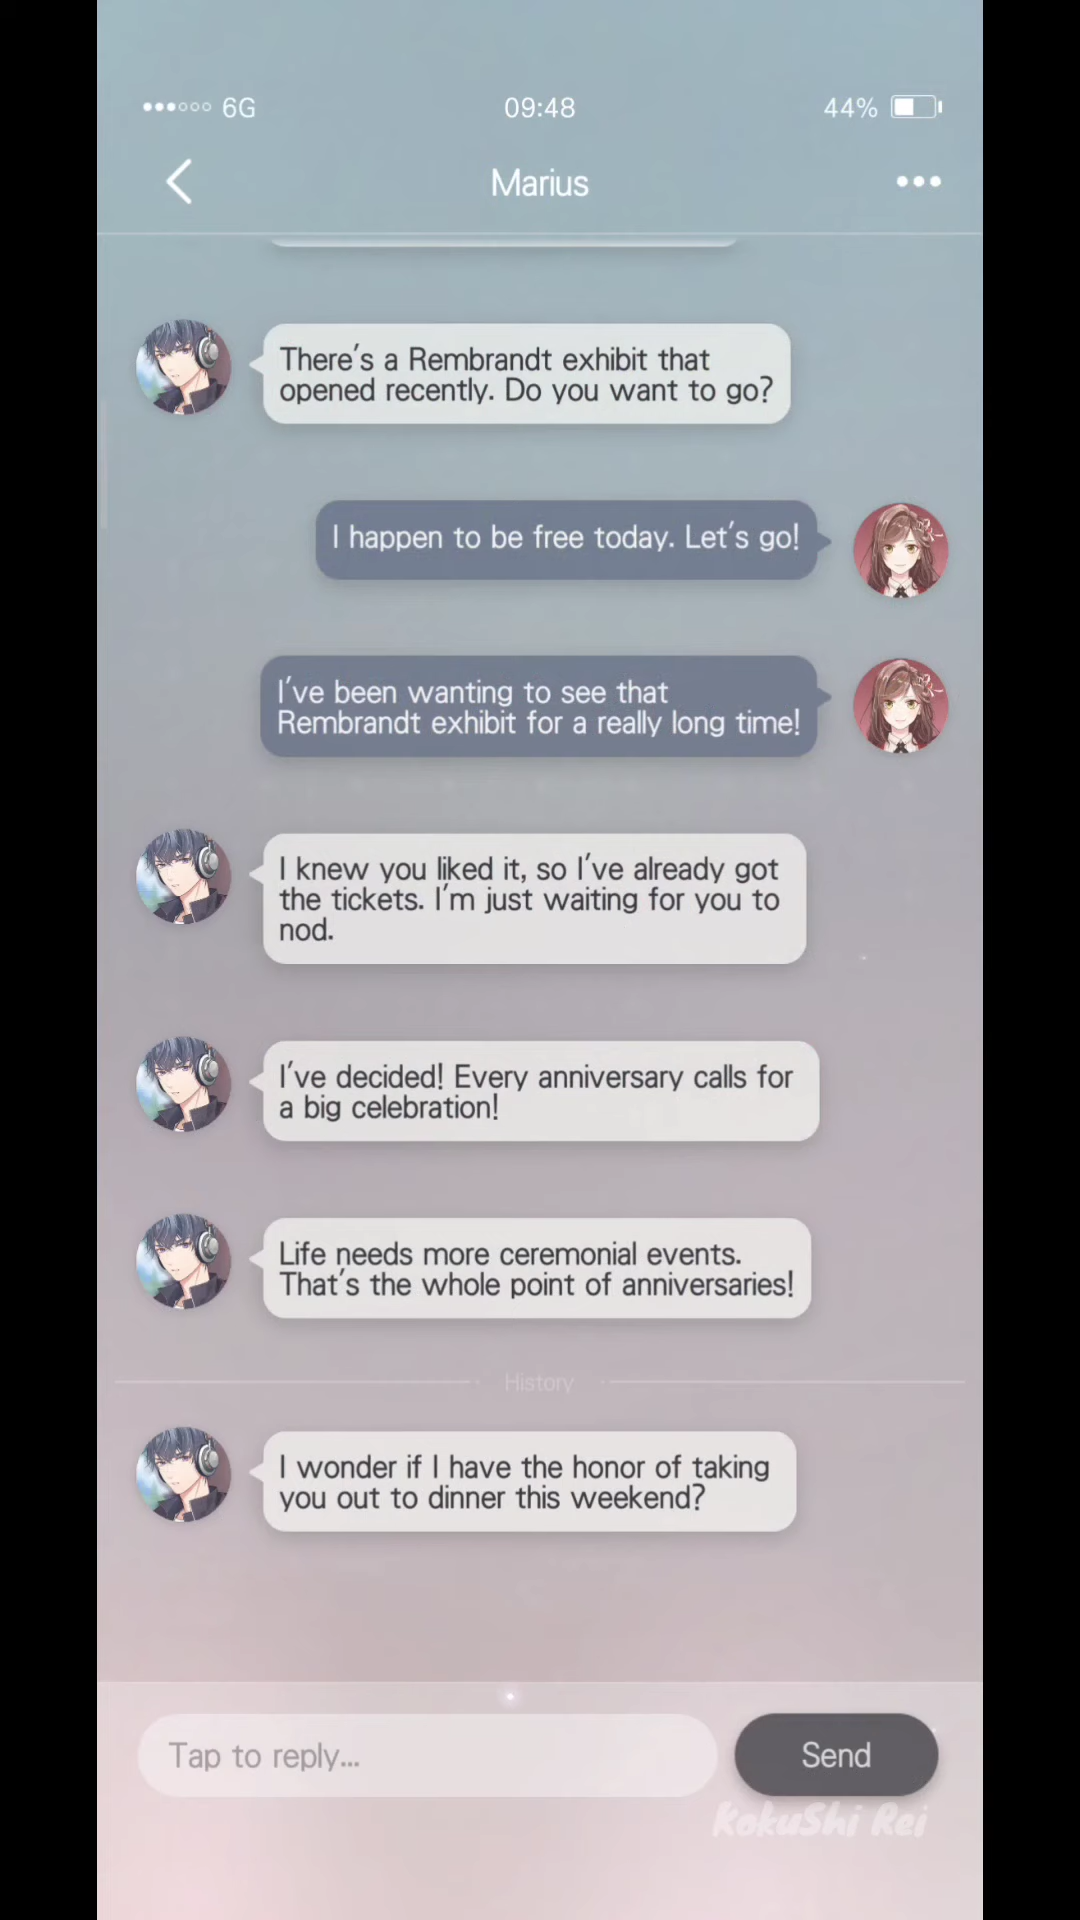 6G
09:48
44%
Marius
There's a Rembrandt exhibit that
opened recently. Do you want to go?
I happen to be free today. Let's go!
I've been wanting to see that
Rembrandt exhibit for a really long time!
I knew you liked it, so I've already got
the tickets. I'm just waiting for you to
nod.
I've decided! Every anniversary calls for
a big celebration!
Life needs more ceremonial events.
That's the whole point of anniversaries!
History
I wonder if I have the honor of taking
you out to dinner this weekend?
Tap to reply...
Send
KokuShi Rei